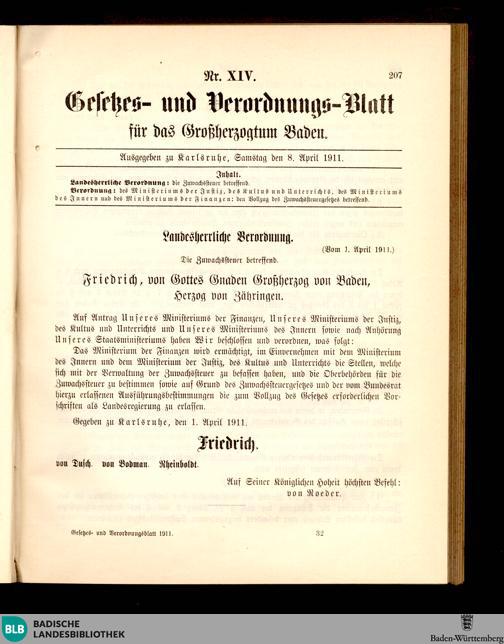 Nr. XIV. 207
Gesetzes- und Verordnungs-Blatt
für das Großherzogtum Baden.
Ausgegeben zu Karlsruhe, Samstag den 8. April 1911.
Inhalt.
Landesherrliche Verordnung: die Zuwachssteuer betreffend.
Verordnung: des Ministeriums der Justiz, des Kultus und Unterrichts, des Ministeriums
des Innern und des Ministeriums der Finanzen: den Vollzug des Zuwachssteuergesetzes betreffend.
Landesherrliche Verordnung.
(Vom 1. April 1911.)
Die Zuwachssteuer betreffend.
Friedrich, von Gottes Gnaden Großherzog von Baden,
Herzog von Zähringen.
Auf Antrag Unseres Ministeriums der Finanzen, Unseres Ministeriums der Justiz,
des Kultus und Unterrichts und Unseres Ministeriums des Innern sowie nach Anhörung
Unseres Staatsministeriums haben Wir beschlossen und verordnen, was folgt:
Das Ministerium der Finanzen wird ermächtigt, im Einvernehmen mit dem Ministerium
des Innern und dem Ministerium der Justiz, des Kultus und Unterrichts die Stellen, welche
sich mit der Verwaltung der Zuwachssteuer zu befassen haben, und die Oberbehörden für die
Zuwachssteuer zu bestimmen sowie auf Grund des Zuwachssteuergesetzes und der vom Bundesrat
hierzu erlassenen Ausführungsbestimmungen die zum Vollzug des Gesetzes erforderlichen Vor-
schriften als Landesregierung zu erlassen.
Gegeben zu Karlsruhe, den 1. April 1911.
Friedrich.
von Dusch. von Bodman. Rheinboldt.
Auf Seiner Königlichen Hoheit höchsten Befehl:
von Roeder.
Gesetzes- und Verordnungsblatt 1911. 32
BLB BADISCHE
LANDESBIBLIOTHEK
Baden-Württemberg